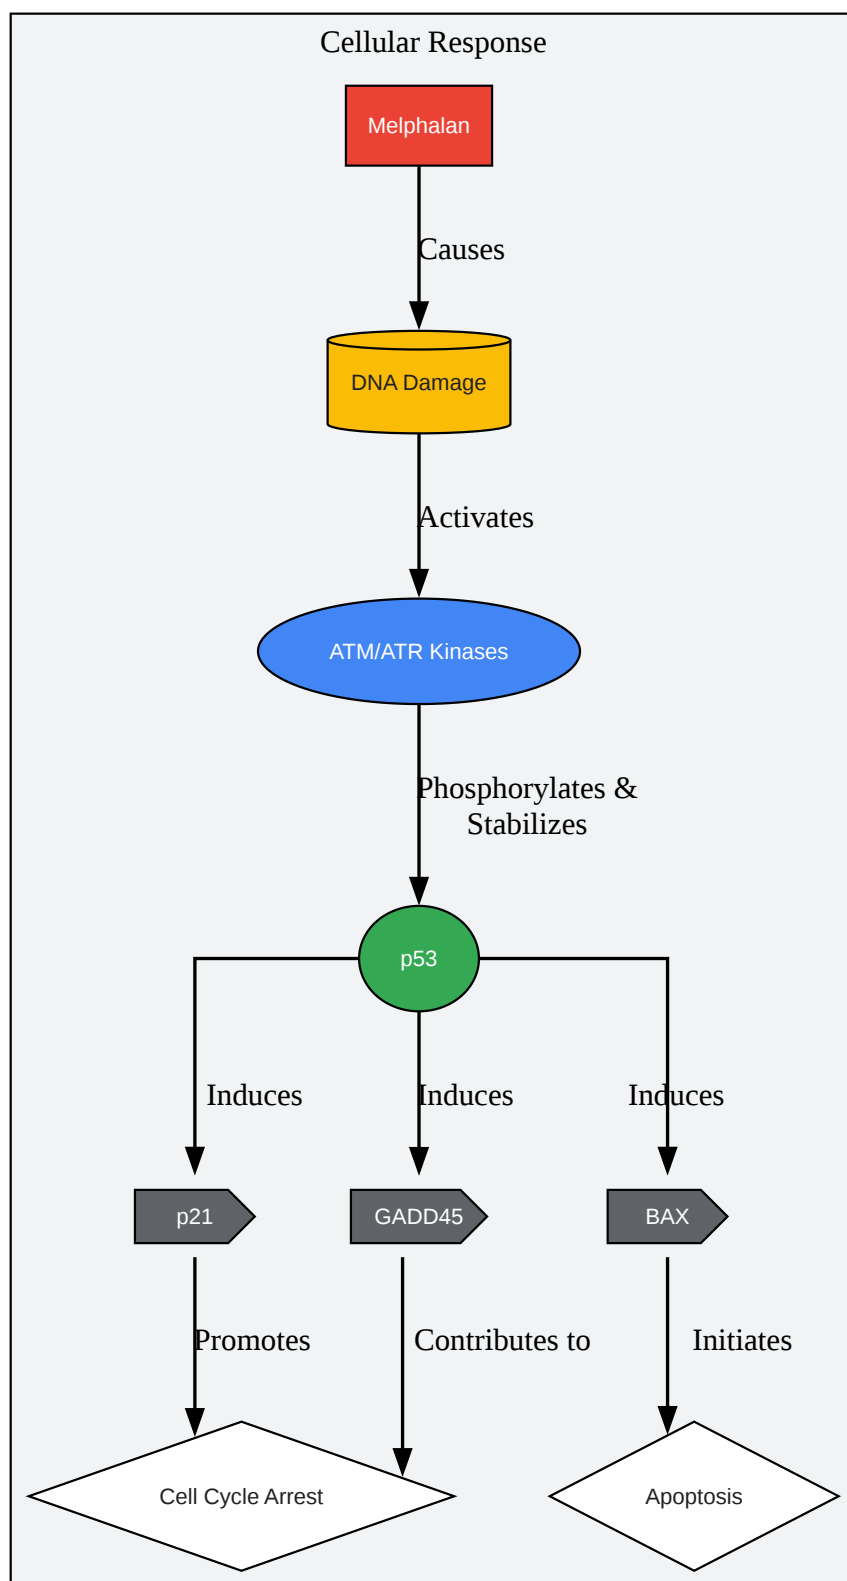 Cellular Response
Melphalan
Causes
DNA Damage
Activates
ATM/ATR Kinases
Phosphorylates &
Stabilizes
p53
Induces
Induces
Induces
p21
GADD45
BAX
Promotes
Contributes to
Initiates
Cell Cycle Arrest
Apoptosis